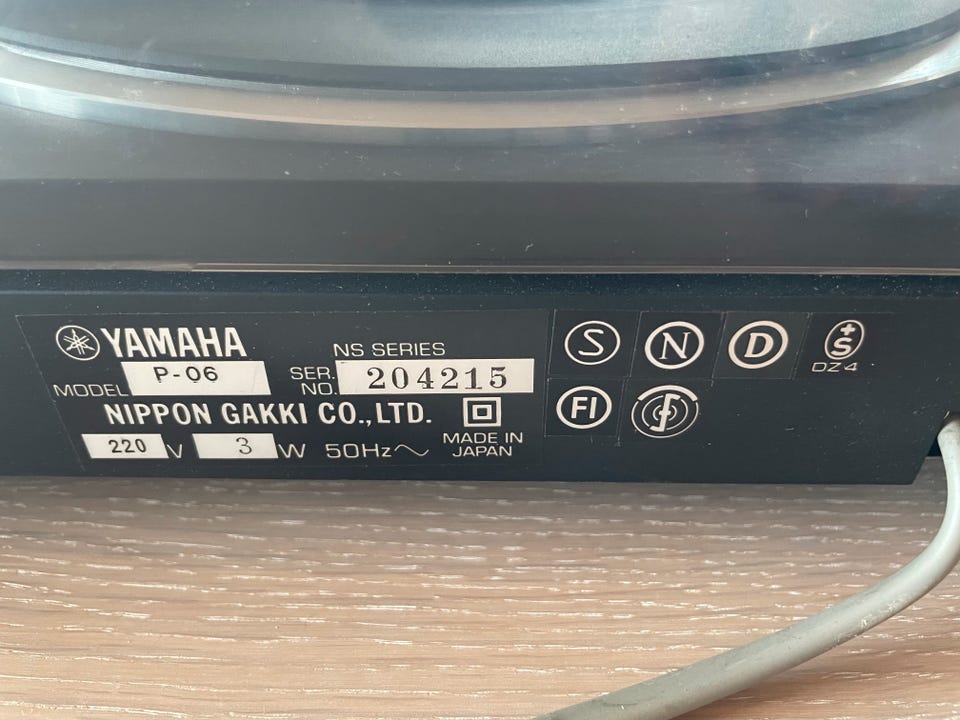 YAMAHA
NS SERIES
MODEL P-06
SER. NO. 204215
NIPPON GAKKI CO.,LTD.
220 V 3 W 50Hz~
MADE IN
JAPAN
S N D +S
DZ4
FI